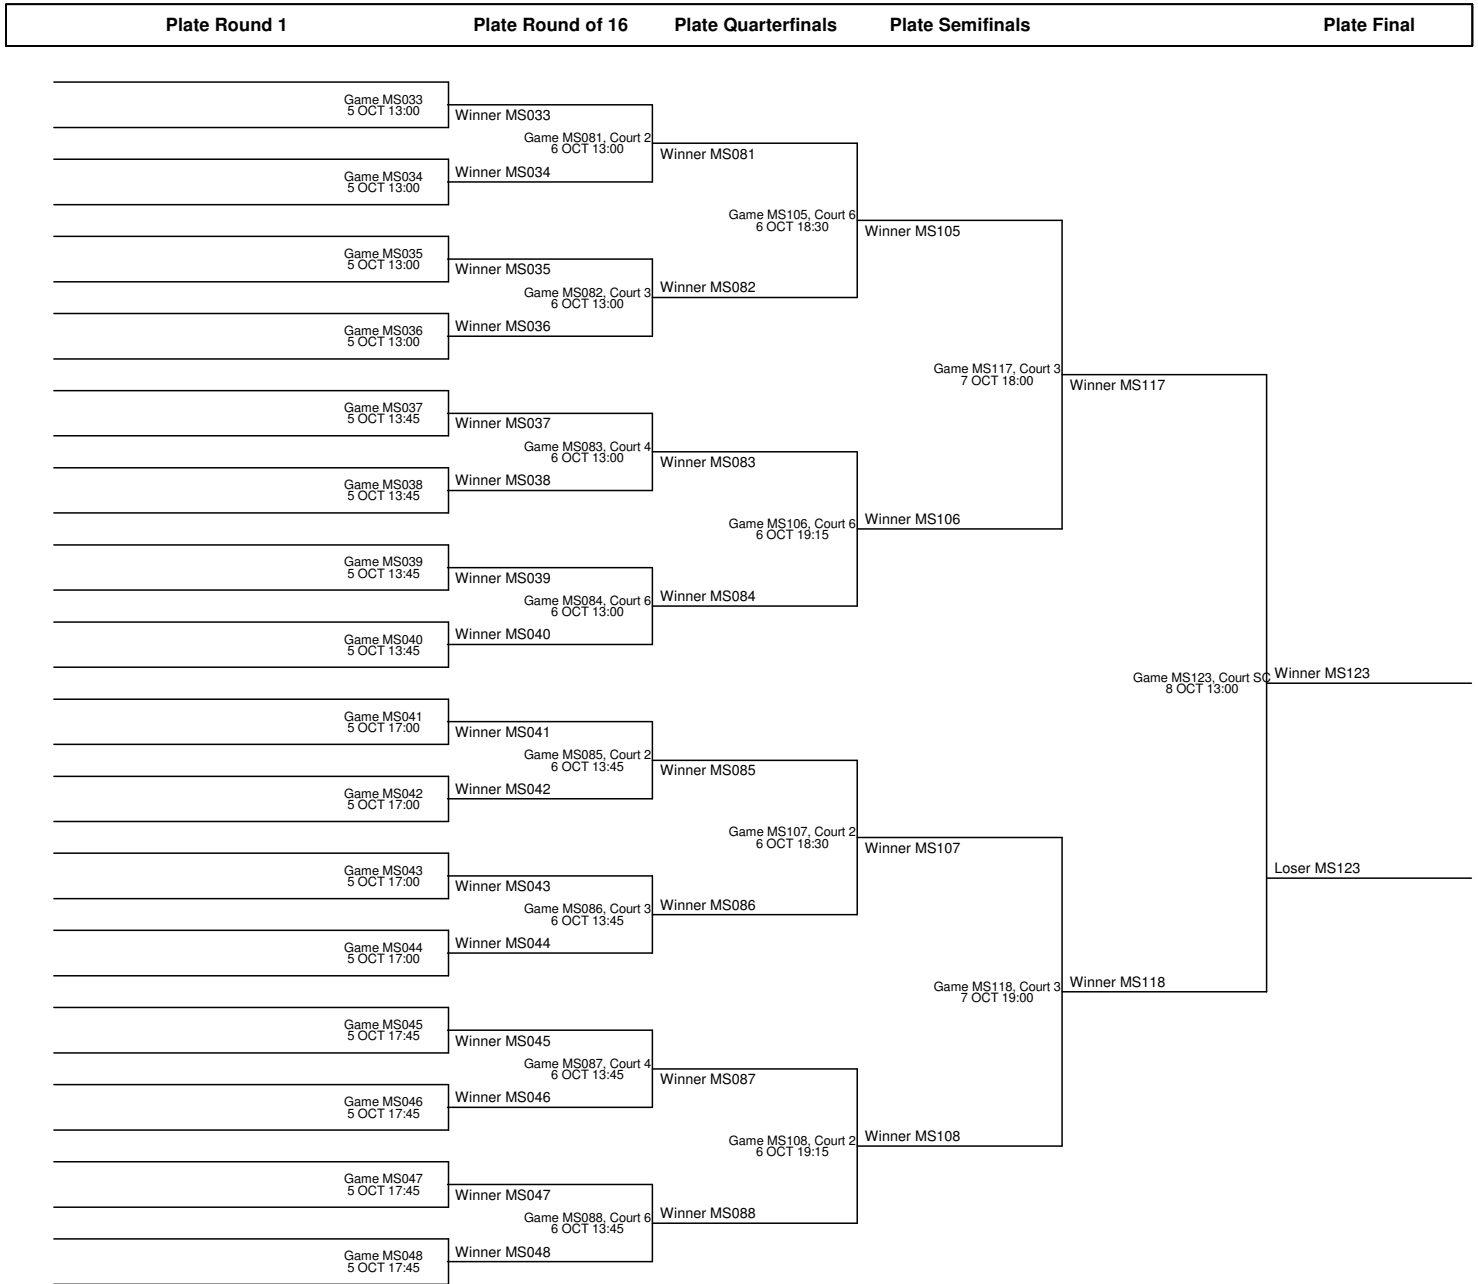 Plate Round 1 Plate Round of 16 Plate Quarterfinals Plate Semifinals Plate Final
Game MS033
5 OCT 13:00
Winner MS033
Game MS081, Court 2
6 OCT 13:00
Winner MS081
Game MS034
5 OCT 13:00
Winner MS034
Game MS105, Court 6
6 OCT 18:30
Winner MS105
Game MS035
5 OCT 13:00
Winner MS035
Game MS082, Court 3
6 OCT 13:00
Winner MS082
Game MS036
5 OCT 13:00
Winner MS036
Game MS117, Court 3
7 OCT 18:00
Winner MS117
Game MS037
5 OCT 13:45
Winner MS037
Game MS083, Court 4
6 OCT 13:00
Winner MS083
Game MS038
5 OCT 13:45
Winner MS038
Game MS106, Court 6
6 OCT 19:15
Winner MS106
Game MS039
5 OCT 13:45
Winner MS039
Game MS084, Court 6
6 OCT 13:00
Winner MS084
Game MS040
5 OCT 13:45
Winner MS040
Game MS123, Court SC
8 OCT 13:00
Winner MS123
Game MS041
5 OCT 17:00
Winner MS041
Game MS085, Court 2
6 OCT 13:45
Winner MS085
Game MS042
5 OCT 17:00
Winner MS042
Game MS107, Court 2
6 OCT 18:30
Winner MS107
Game MS043
5 OCT 17:00
Winner MS043
Loser MS123
Game MS086, Court 3
6 OCT 13:45
Winner MS086
Game MS044
5 OCT 17:00
Winner MS044
Game MS118, Court 3
7 OCT 19:00
Winner MS118
Game MS045
5 OCT 17:45
Winner MS045
Game MS087, Court 4
6 OCT 13:45
Winner MS087
Game MS046
5 OCT 17:45
Winner MS046
Game MS108, Court 2
6 OCT 19:15
Winner MS108
Game MS047
5 OCT 17:45
Winner MS047
Game MS088, Court 6
6 OCT 13:45
Winner MS088
Game MS048
5 OCT 17:45
Winner MS048